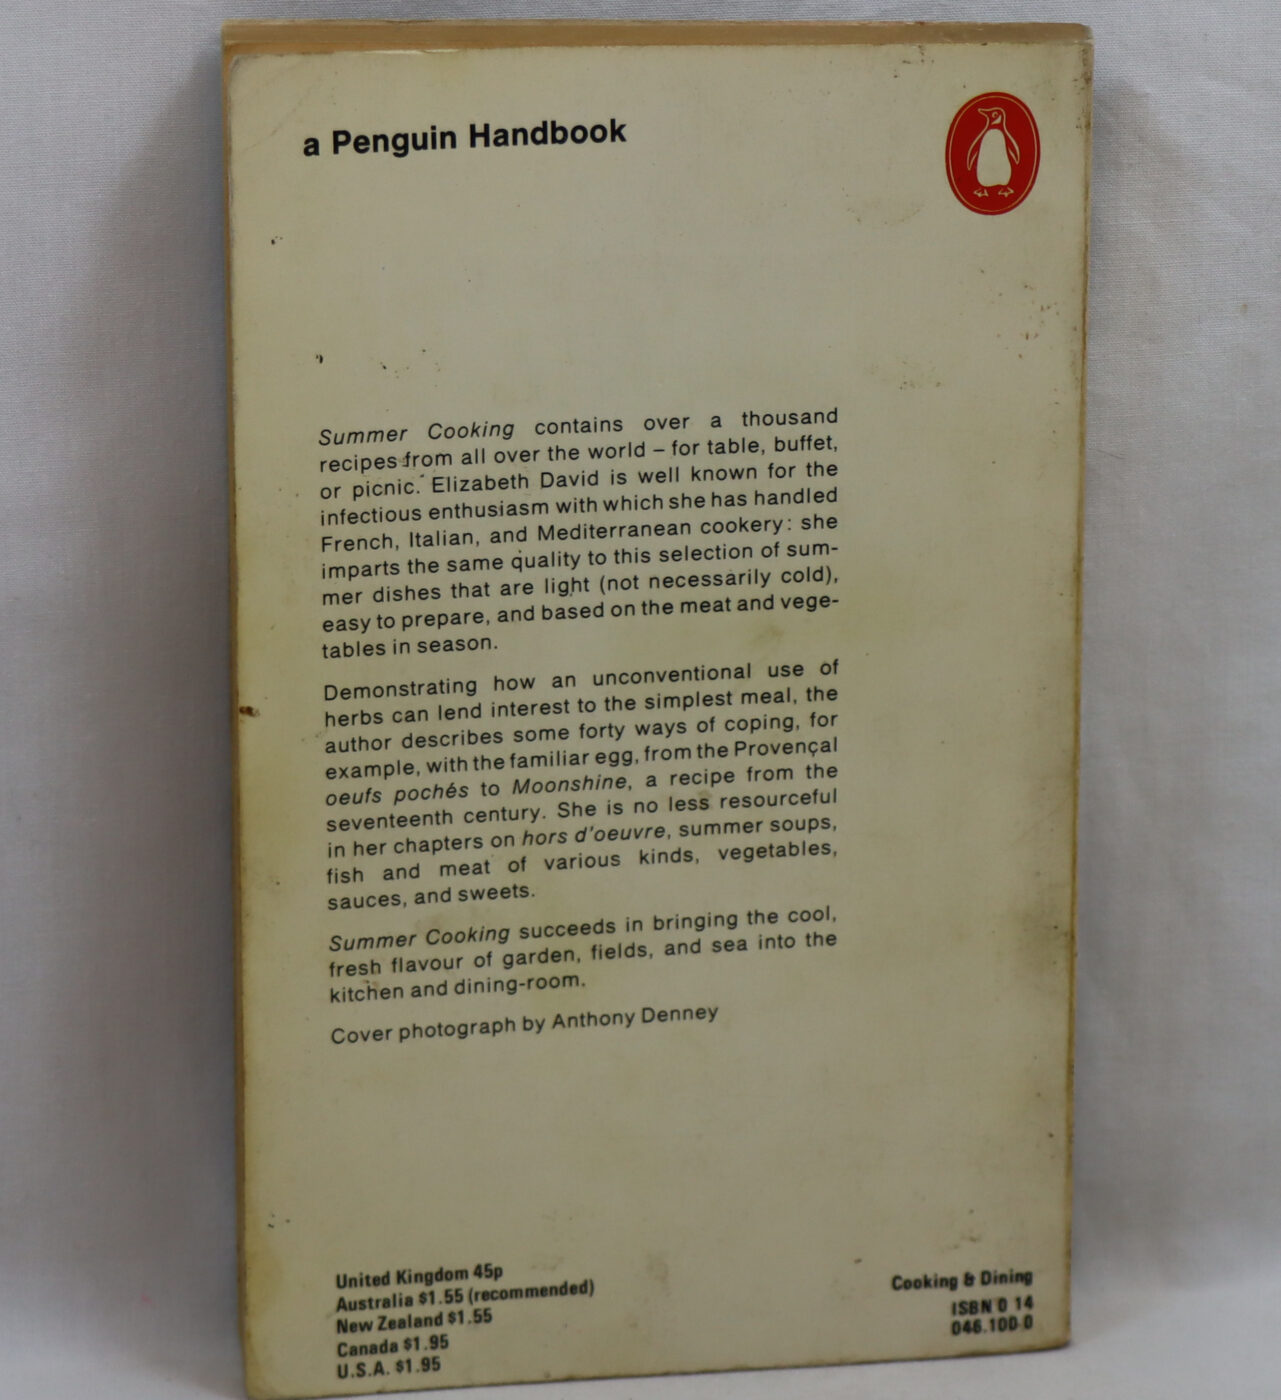 a Penguin Handbook
Summer Cooking contains over a thousand
recipes from all over the world – for table, buffet,
or picnic. Elizabeth David is well known for the
infectious enthusiasm with which she has handled
French, Italian, and Mediterranean cookery: she
imparts the same quality to this selection of sum-
mer dishes that are light (not necessarily cold),
easy to prepare, and based on the meat and vege-
tables in season.
Demonstrating how an unconventional use of
herbs can lend interest to the simplest meal, the
author describes some forty ways of coping, for
example, with the familiar egg, from the Provençal
oeufs pochés to Moonshine, a recipe from the
seventeenth century. She is no less resourceful
in her chapters on hors d'oeuvre, summer soups,
fish and meat of various kinds, vegetables,
sauces, and sweets.
Summer Cooking succeeds in bringing the cool,
fresh flavour of garden, fields, and sea into the
kitchen and dining-room.
Cover photograph by Anthony Denney
United Kingdom 45p
Australia $1.55 (recommended)
New Zealand $1.55
Canada $1.95
U.S.A. $1.95
Cooking & Dining
ISBN 0 14
046.100 0